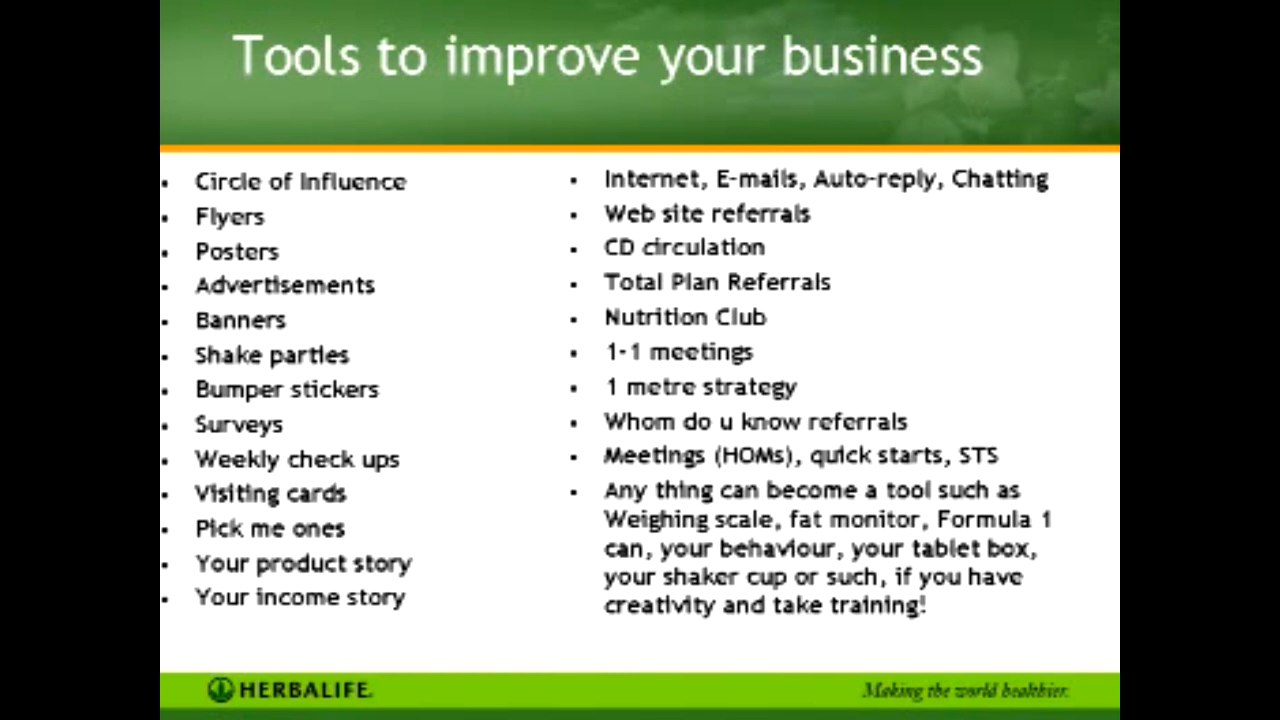 Tools to improve your business
Circle of Influence
Flyers
Posters
Advertisements
Banners
Shake parties
Bumper stickers
Surveys
Weekly check ups
Visiting cards
Pick me ones
Your product story
Your income story
Internet, E-mails, Auto-reply, Chatting
Web site referrals
CD circulation
Total Plan Referrals
Nutrition Club
1-1 meetings
1 metre strategy
Whom do u know referrals
Meetings (HOMs), quick starts, STS
Any thing can become a tool such as
Weighing scale, fat monitor, Formula 1
can, your behaviour, your tablet box,
your shaker cup or such, if you have
creativity and take training!
HERBALIFE.
Making the world healthier.